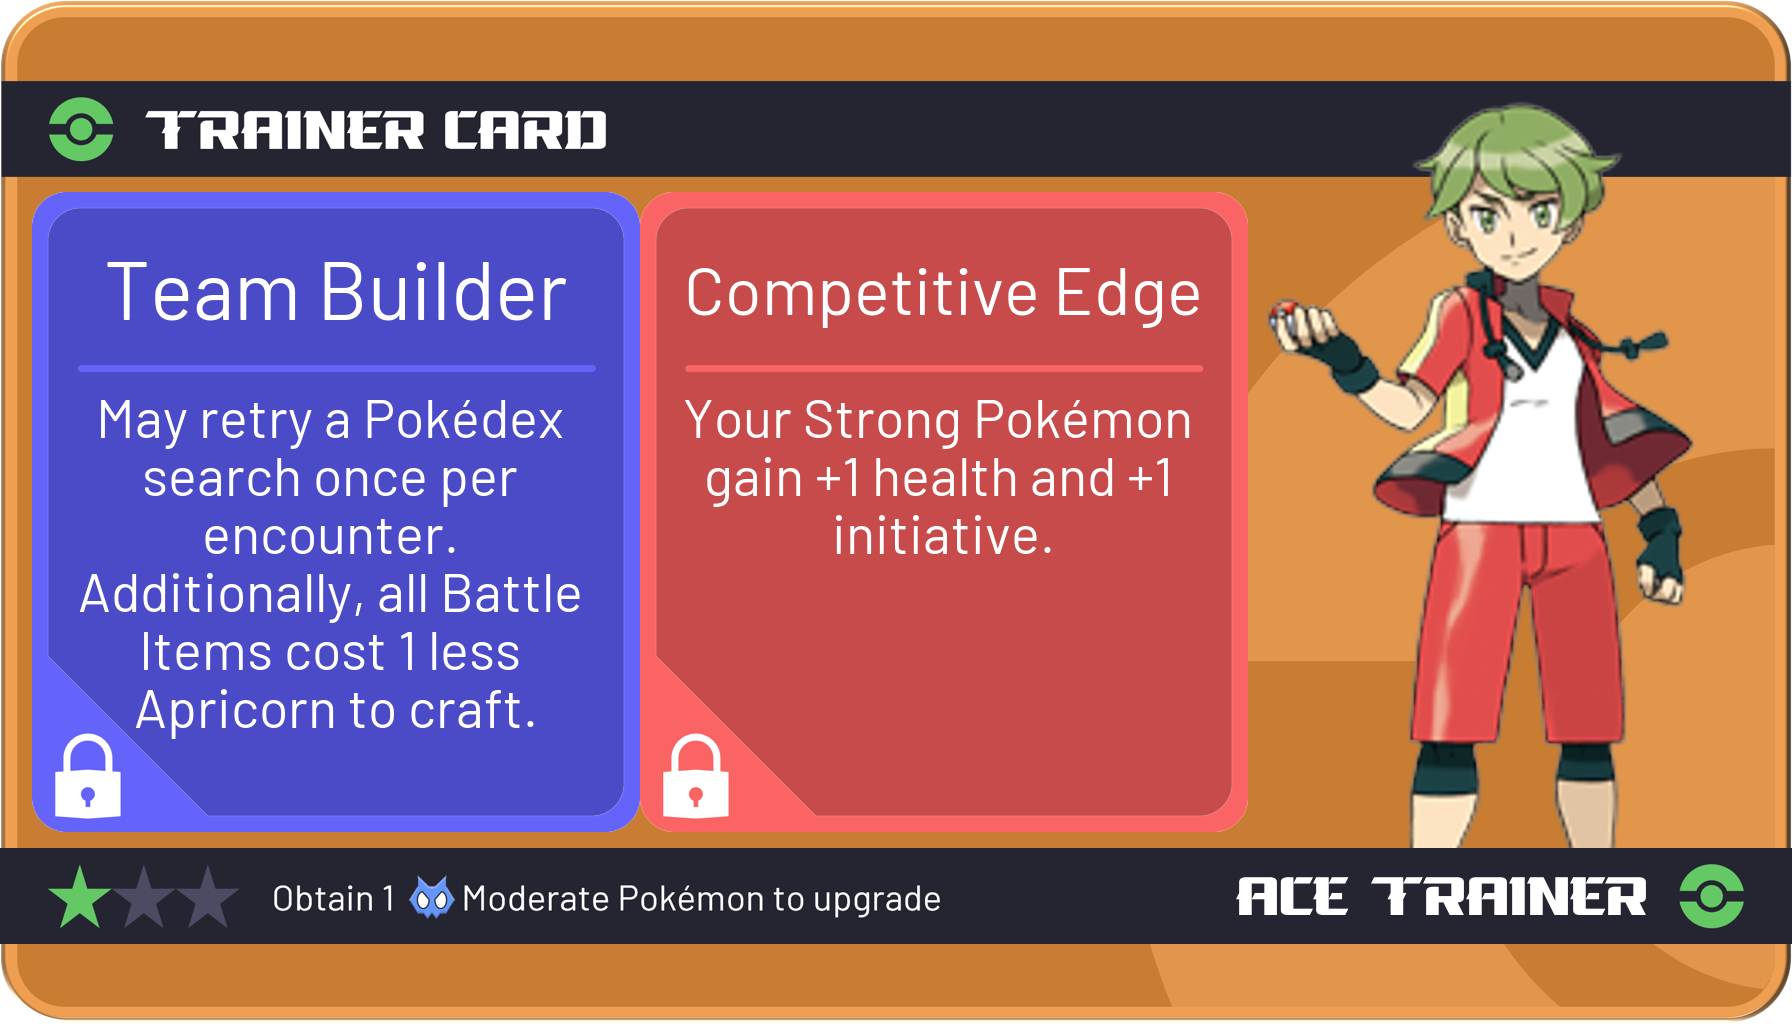 TRAINER CARD
Team Builder
May retry a Pokédex
search once per
encounter.
Additionally, all Battle
Items cost 1 less
Apricorn to craft.
Competitive Edge
Your Strong Pokémon
gain +1 health and +1
initiative.
Obtain 1 Moderate Pokémon to upgrade
ACE TRAINER